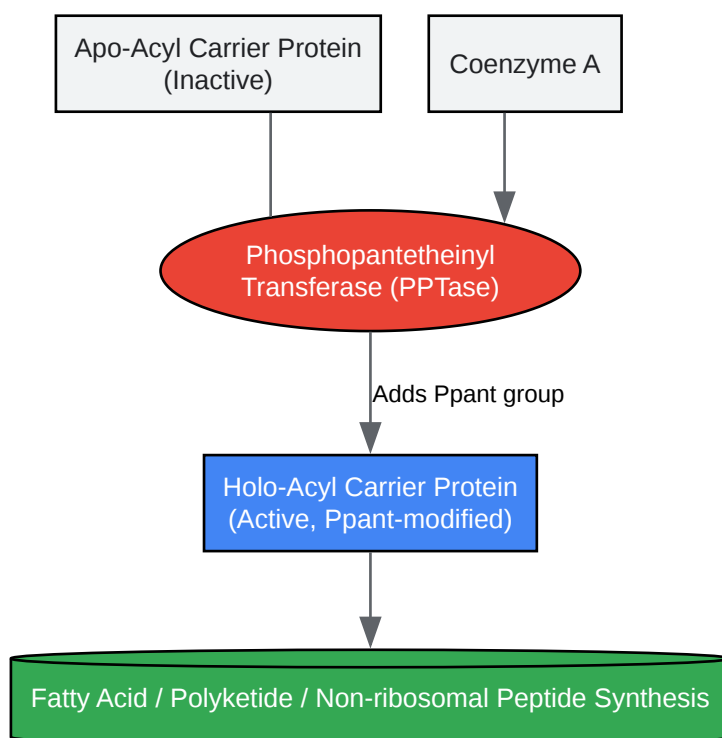 Apo-Acyl Carrier Protein
(Inactive)
Coenzyme A
Phosphopantetheinyl
Transferase (PPTase)
Adds Ppant group
Holo-Acyl Carrier Protein
(Active, Ppant-modified)
Fatty Acid / Polyketide / Non-ribosomal Peptide Synthesis